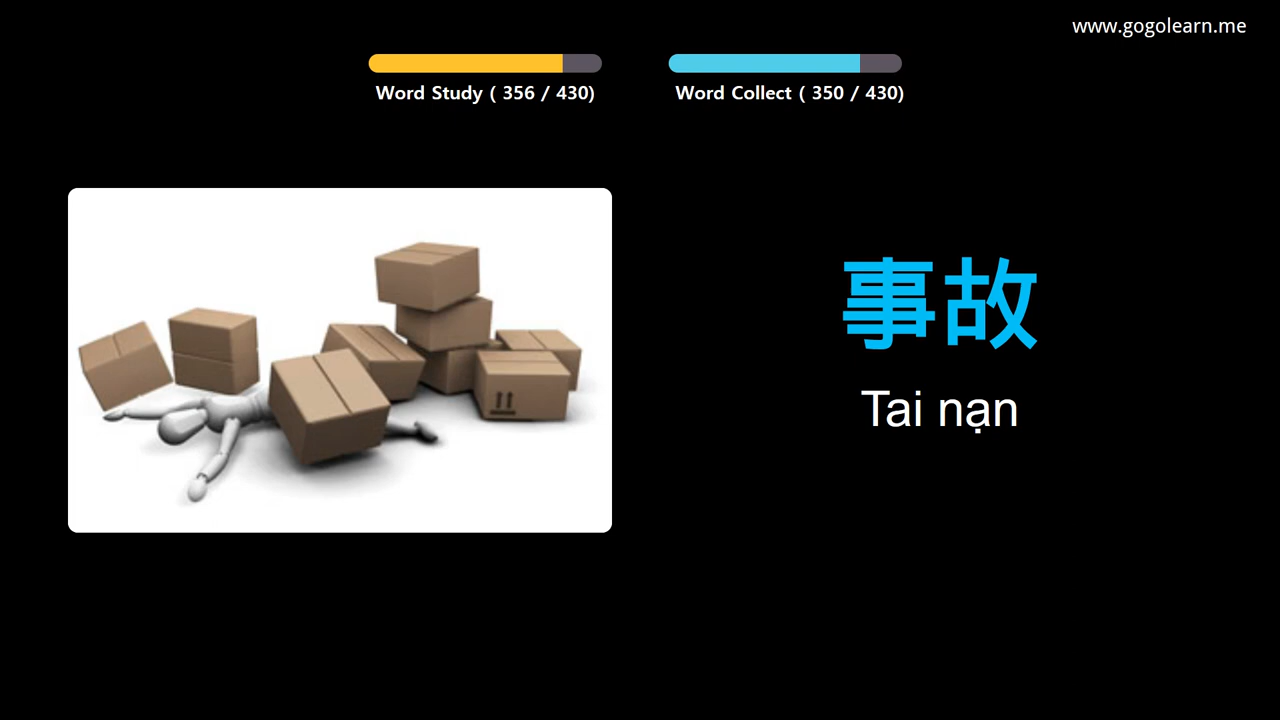 www.gogolearn.me
Word Study ( 356 / 430)
Word Collect ( 350 / 430)
事故
Tai nạn